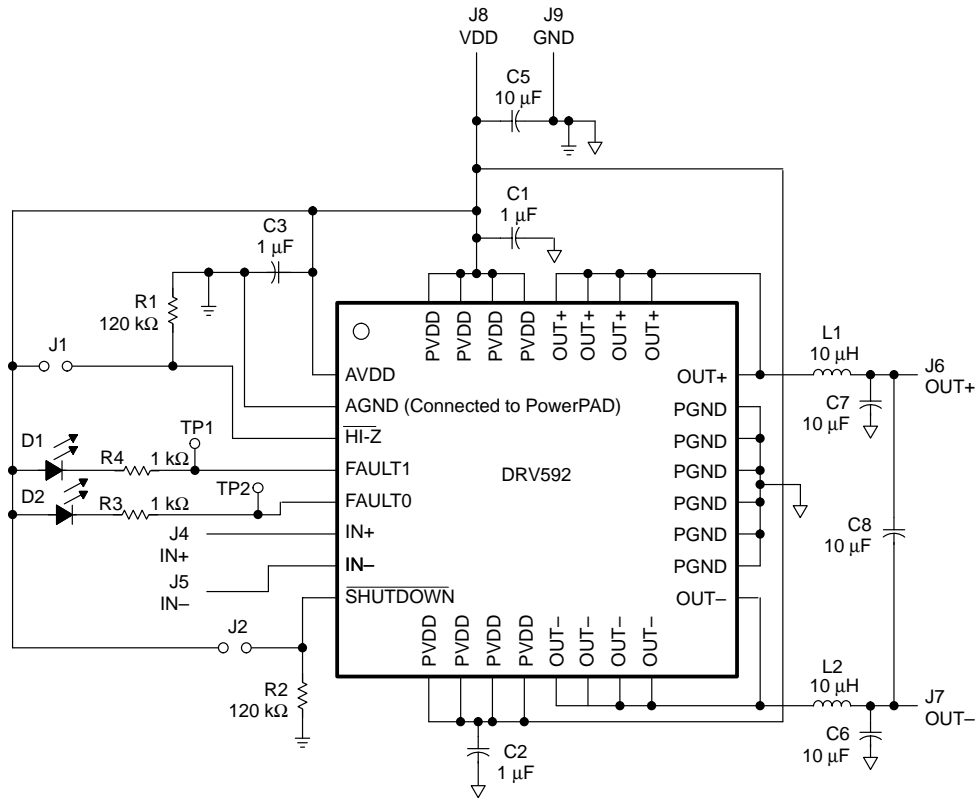 J8
VDD
J9
GND
C5
10 µF
C1
1 µF
C3
1 µF
R1
120 kΩ
J1
PVDD
PVDD
PVDD
PVDD
OUT+
OUT+
OUT+
OUT+
L1
10 µH
J6
OUT+
C7
10 µF
AVDD
AGND (Connected to PowerPAD)
HI-Z
FAULT1
FAULT0
IN+
IN–
SHUTDOWN
OUT+
PGND
PGND
PGND
PGND
PGND
PGND
OUT–
DRV592
TP1
D1
R4
1 kΩ
TP2
D2
R3
1 kΩ
J4
IN+
J5
IN–
C8
10 µF
J2
R2
120 kΩ
PVDD
PVDD
PVDD
PVDD
OUT–
OUT–
OUT–
OUT–
L2
10 µH
J7
OUT–
C6
10 µF
C2
1 µF